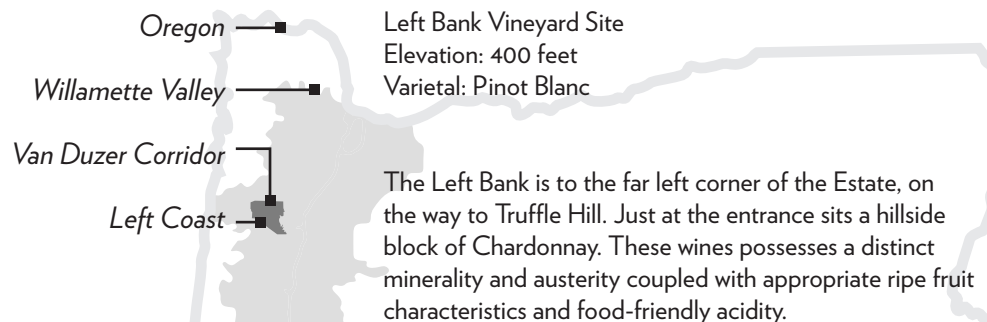 Oregon
Willamette Valley
Van Duzer Corridor
Left Coast
Left Bank Vineyard Site
Elevation: 400 feet
Varietal: Pinot Blanc
The Left Bank is to the far left corner of the Estate, on
the way to Truffle Hill. Just at the entrance sits a hillside
block of Chardonnay. These wines possesses a distinct
minerality and austerity coupled with appropriate ripe fruit
characteristics and food-friendly acidity.